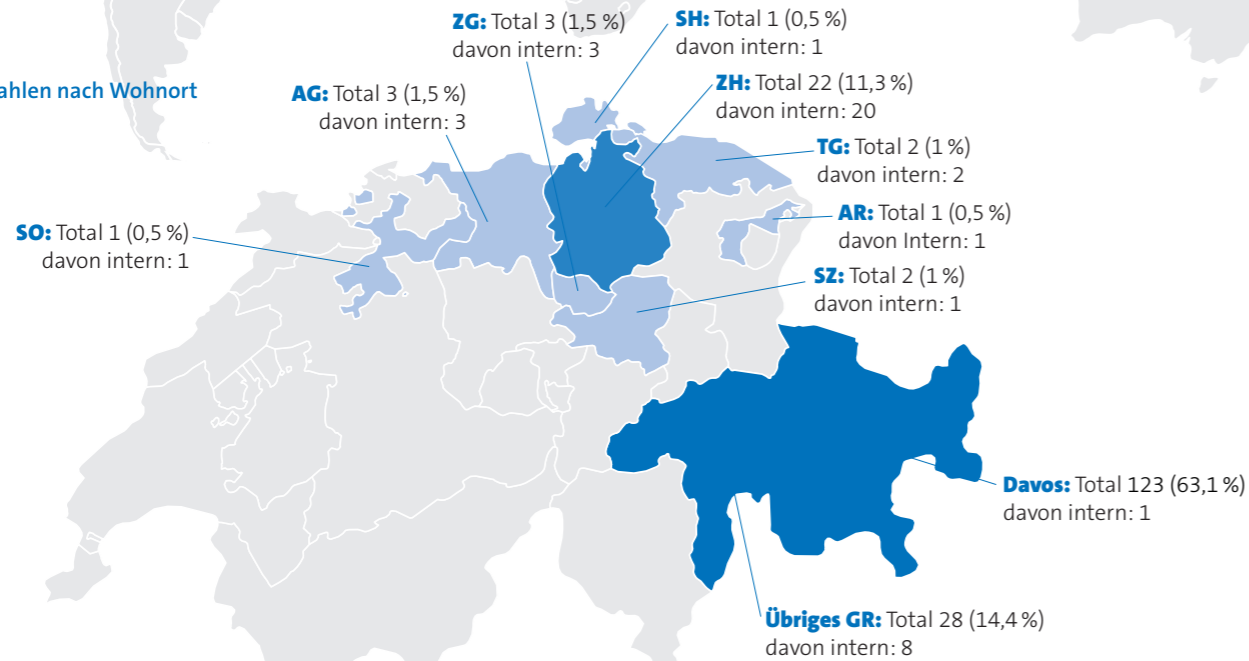 ZG: Total 3 (1,5 %)
davon intern: 3
SH: Total 1 (0,5 %)
davon intern: 1
ahlen nach Wohnort
AG: Total 3 (1,5 %)
davon intern: 3
ZH: Total 22 (11,3 %)
davon intern: 20
TG: Total 2 (1 %)
davon intern: 2
SO: Total 1 (0,5 %)
davon intern: 1
AR: Total 1 (0,5 %)
davon Intern: 1
SZ: Total 2 (1 %)
davon intern: 1
Davos: Total 123 (63,1 %)
davon intern: 1
Übriges GR: Total 28 (14,4 %)
davon intern: 8